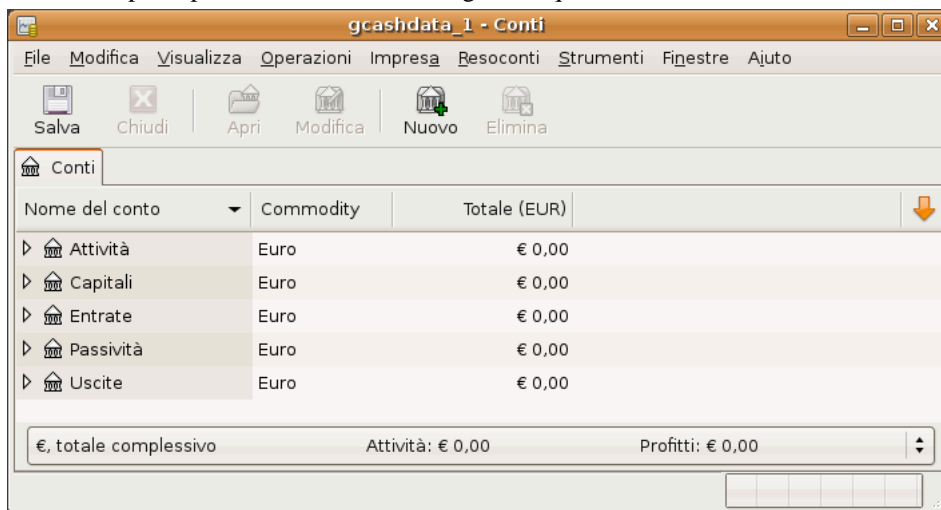 gcashdata_1 - Conti
File Modifica Visualizza Operazioni Impresa Resoconti Strumenti Finestre Aiuto
Salva Chiudi Apri Modifica Nuovo Elimina
Conti
Nome del conto Commodity Totale (EUR)
Attività Euro € 0,00
Capitali Euro € 0,00
Entrate Euro € 0,00
Passività Euro € 0,00
Uscite Euro € 0,00
€, totale complessivo Attività: € 0,00 Profitti: € 0,00